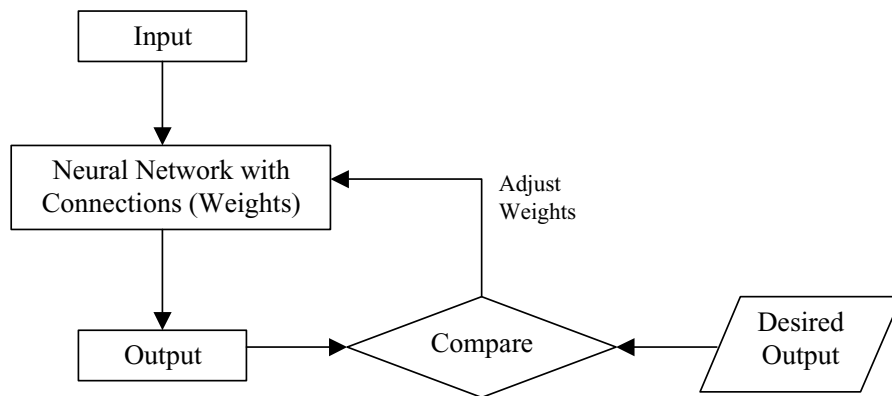 Input
Neural Network with
Connections (Weights)
Adjust
Weights
Output
Compare
Desired
Output